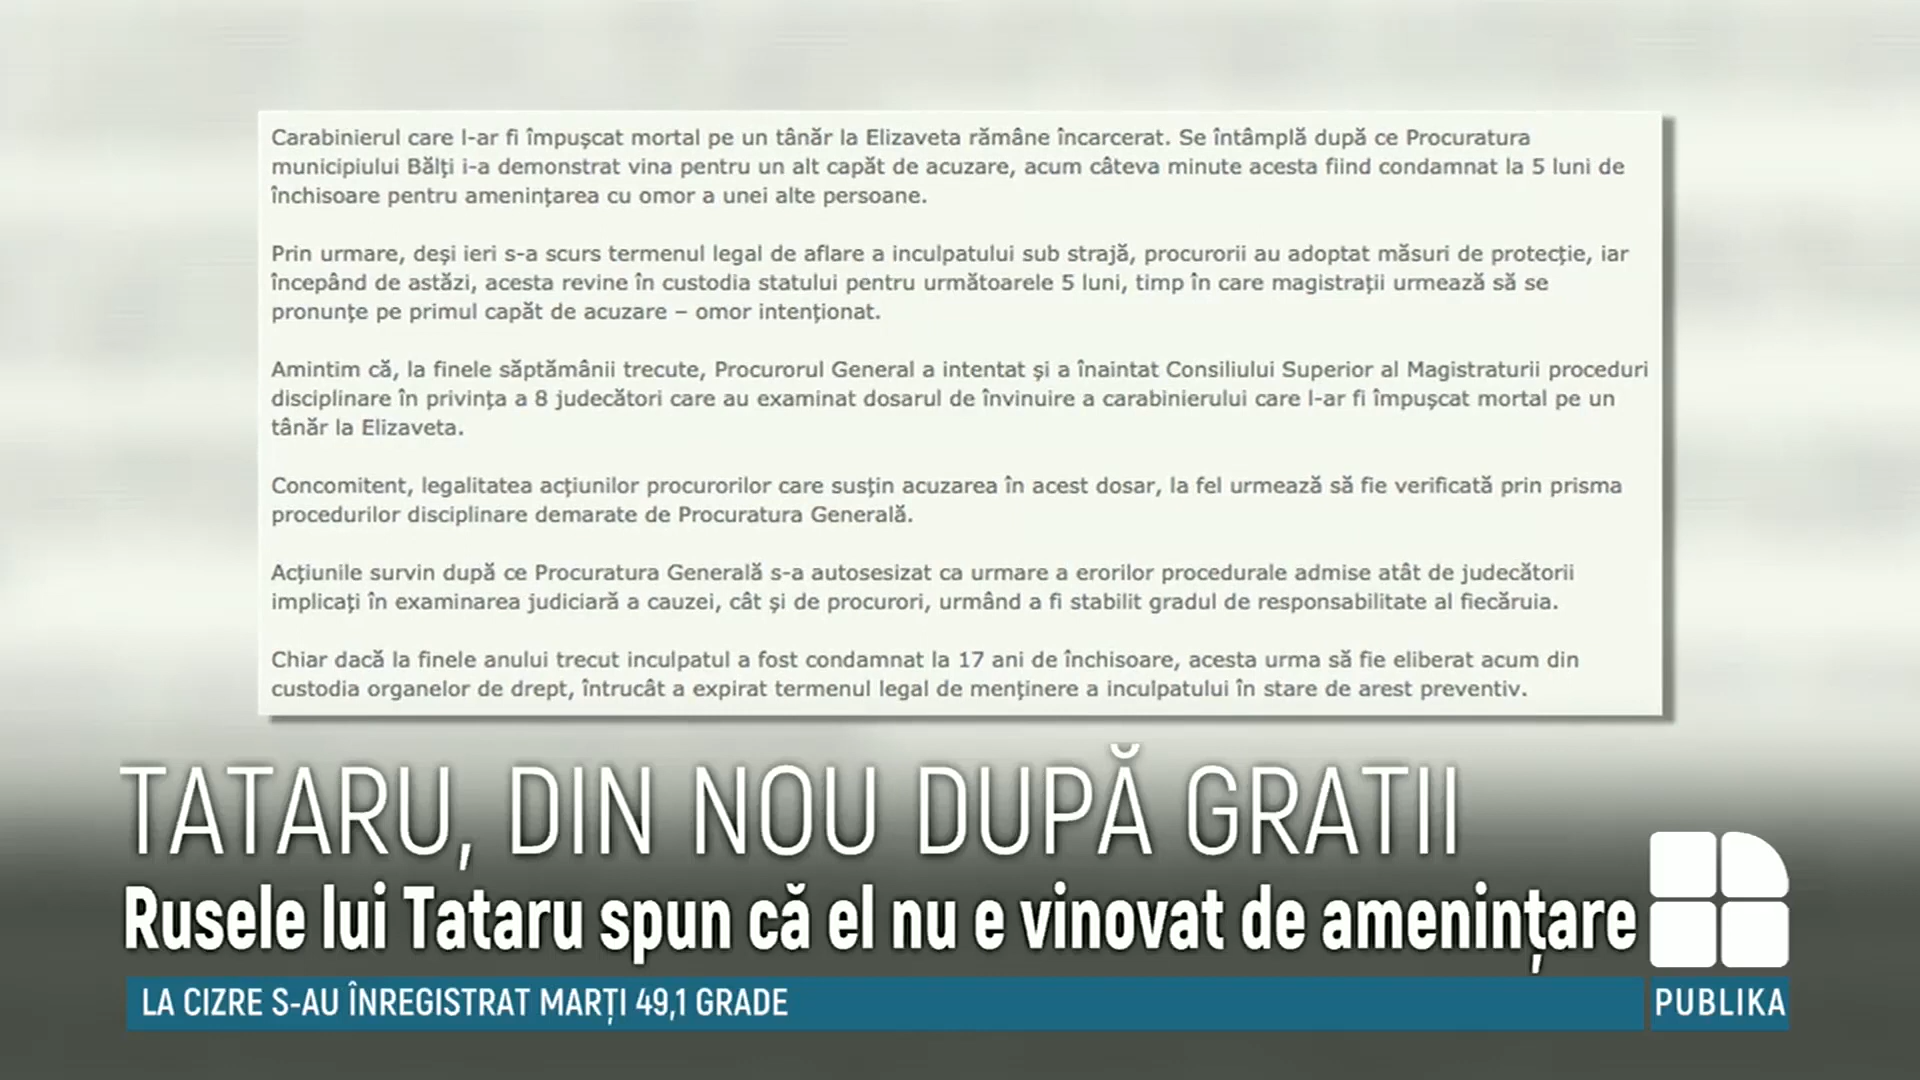 Carabinierul care l-ar fi împușcat mortal pe un tânăr la Elizaveta rămâne încarcerat. Se întâmplă după ce Procuratura
municipiului Bălți i-a demonstrat vina pentru un alt capăt de acuzare, acum câteva minute acesta fiind condamnat la 5 luni de
închisoare pentru amenințarea cu omor a unei alte persoane.
Prin urmare, deși ieri s-a scurs termenul legal de aflare a inculpatului sub strajă, procurorii au adoptat măsuri de protecție, iar
începând de astăzi, acesta revine în custodia statului pentru următoarele 5 luni, timp în care magistrații urmează să se
pronunțe pe primul capăt de acuzare – omor intenționat.
Amintim că, la finele săptămânii trecute, Procurorul General a intentat și a înaintat Consiliului Superior al Magistraturii proceduri
disciplinare în privința a 8 judecători care au examinat dosarul de învinuire a carabinierului care l-ar fi împușcat mortal pe un
tânăr la Elizaveta.
Concomitent, legalitatea acțiunilor procurorilor care susțin acuzarea în acest dosar, la fel urmează să fie verificată prin prisma
procedurilor disciplinare demarate de Procuratura Generală.
Acțiunile survin după ce Procuratura Generală s-a autosesizat ca urmare a erorilor procedurale admise atât de judecătorii
implicați în examinarea judiciară a cauzei, cât și de procurori, urmând a fi stabilit gradul de responsabilitate al fiecăruia.
Chiar dacă la finele anului trecut inculpatul a fost condamnat la 17 ani de închisoare, acesta urma să fie eliberat acum din
custodia organelor de drept, întrucât a expirat termenul legal de menținere a inculpatului în stare de arest preventiv.
TATARU, DIN NOU DUPĂ GRATII
Rusele lui Tataru spun că el nu e vinovat de amenințare
LA CIZRE S-AU ÎNREGISTRAT MARȚI 49,1 GRADE
PUBLIKA